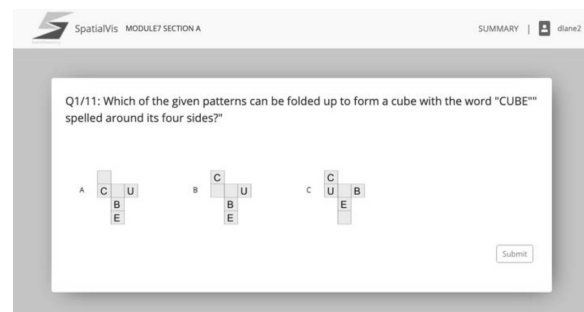 SpatialVis MODULE7 SECTION A
SUMMARY | dlane2
Q1/11: Which of the given patterns can be folded up to form a cube with the word "CUBE""
spelled around its four sides?"
A
C U
B
E
B
C
U
B
E
C
C
U B
E
Submit